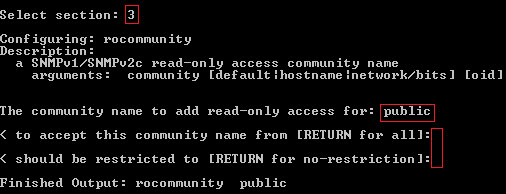 Select section: 3
Configuring: rocommunity
Description:
a SNMPv1/SNMPv2c read-only access community name
arguments: community [default|hostname|network/bits] [oid]
The community name to add read-only access for: public
< to accept this community name from [RETURN for all]:
< should be restricted to [RETURN for no-restriction]:
Finished Output: rocommunity public